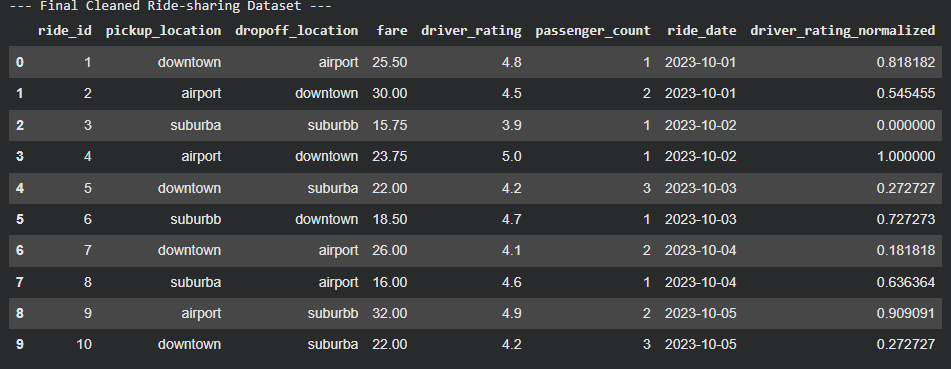 --- Final Cleaned Ride-sharing Dataset ---
ride_id pickup_location dropoff_location fare driver_rating passenger_count ride_date driver_rating_normalized
0 1 downtown airport 25.50 4.8 1 2023-10-01 0.818182
1 2 airport downtown 30.00 4.5 2 2023-10-01 0.545455
2 3 suburba suburbb 15.75 3.9 1 2023-10-02 0.000000
3 4 airport downtown 23.75 5.0 1 2023-10-02 1.000000
4 5 downtown suburba 22.00 4.2 3 2023-10-03 0.272727
5 6 suburbb downtown 18.50 4.7 1 2023-10-03 0.727273
6 7 downtown airport 26.00 4.1 2 2023-10-04 0.181818
7 8 suburba airport 16.00 4.6 1 2023-10-04 0.636364
8 9 airport suburbb 32.00 4.9 2 2023-10-05 0.909091
9 10 downtown suburba 22.00 4.2 3 2023-10-05 0.272727